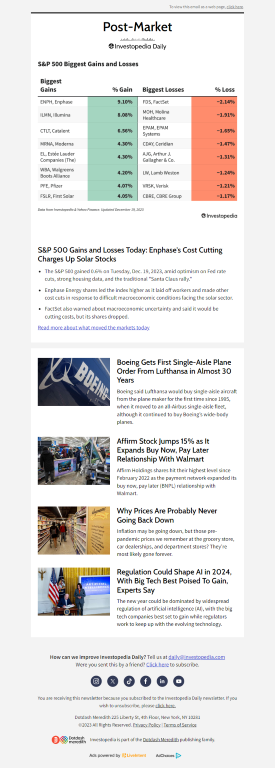 To view this email as a web page, click here.
Post-Market
Investopedia Daily
S&P 500 Biggest Gains and Losses
Biggest Gains % Gain Biggest Losses % Loss
ENPH, Enphase 9.10% FDS, FactSet −2.14%
ILMN, Illumina 8.08% MOH, Molina Healthcare −1.91%
CTLT, Catalent 6.56% EPAM, EPAM Systems
MRNA, Moderna 4.30% CDAY, Ceridian −1.47%
EL, Estée Lauder Companies (The) 4.30% AJG, Arthur J. Gallagher & Co. −1.31%
WBA, Walgreens Boots Alliance 4.20% LW, Lamb Weston −1.24%
PFE, Pfizer 4.07% VRSK, Verisk −1.21%
FSLR, First Solar 4.05% CBRE, CBRE Group −1.17%
Data from Investopedia & Yahoo Finance. Updated December 19, 2023
Investopedia
S&P 500 Gains and Losses Today: Enphase's Cost Cutting
Charges Up Solar Stocks
The S&P 500 gained 0.6% on Tuesday, Dec. 19, 2023, amid optimism on Fed rate
cuts, strong housing data, and the traditional "Santa Claus rally."
Enphase Energy shares led the index higher as it laid off workers and made other
cost cuts in response to difficult macroeconomic conditions facing the solar sector.
FactSet also warned about macroeconomic uncertainty and said it would be
cutting costs, but its shares dropped.
Read more about what moved the markets today
BOEING
Boeing Gets First Single-Aisle Plane
Order From Lufthansa in Almost 30
Years
Boeing said Lufthansa would buy single-aisle aircraft
from the plane maker for the first time since 1995,
when it moved to an all-Airbus single-aisle fleet,
although it continued to buy Boeing's wide-body
planes.
Affirm Stock Jumps 15% as It
Expands Buy Now, Pay Later
Relationship With Walmart
Affirm Holdings shares hit their highest level since
February 2022 as the payment network expanded its
buy now, pay later (BNPL) relationship with
Walmart.
Why Prices Are Probably Never
Going Back Down
Inflation may be going down, but those pre-
pandemic prices we remember at the grocery store,
car dealerships, and department stores? They're
most likely gone forever.
Regulation Could Shape AI in 2024,
With Big Tech Best Poised To Gain,
Experts Say
The new year could be dominated by widespread
regulation of artificial intelligence (AI), with the big
tech companies best set to gain while regulators
work to keep up with the evolving technology.
How can we improve Investopedia Daily? Tell us at daily@investopedia.com
Were you sent this by a friend? Click here to subscribe.
You are receiving this newsletter because you subscribed to the Investopedia Daily newsletter. If you
wish to unsubscribe, please click here.
Dotdash Meredith 225 Liberty St, 4th Floor, New York, NY 10281
©2023 All Rights Reserved. Privacy Policy | Terms of Service
Dotdash meredith Investopedia is part of the Dotdash Meredith publishing family.
Ads powered by LiveIntent AdChoices